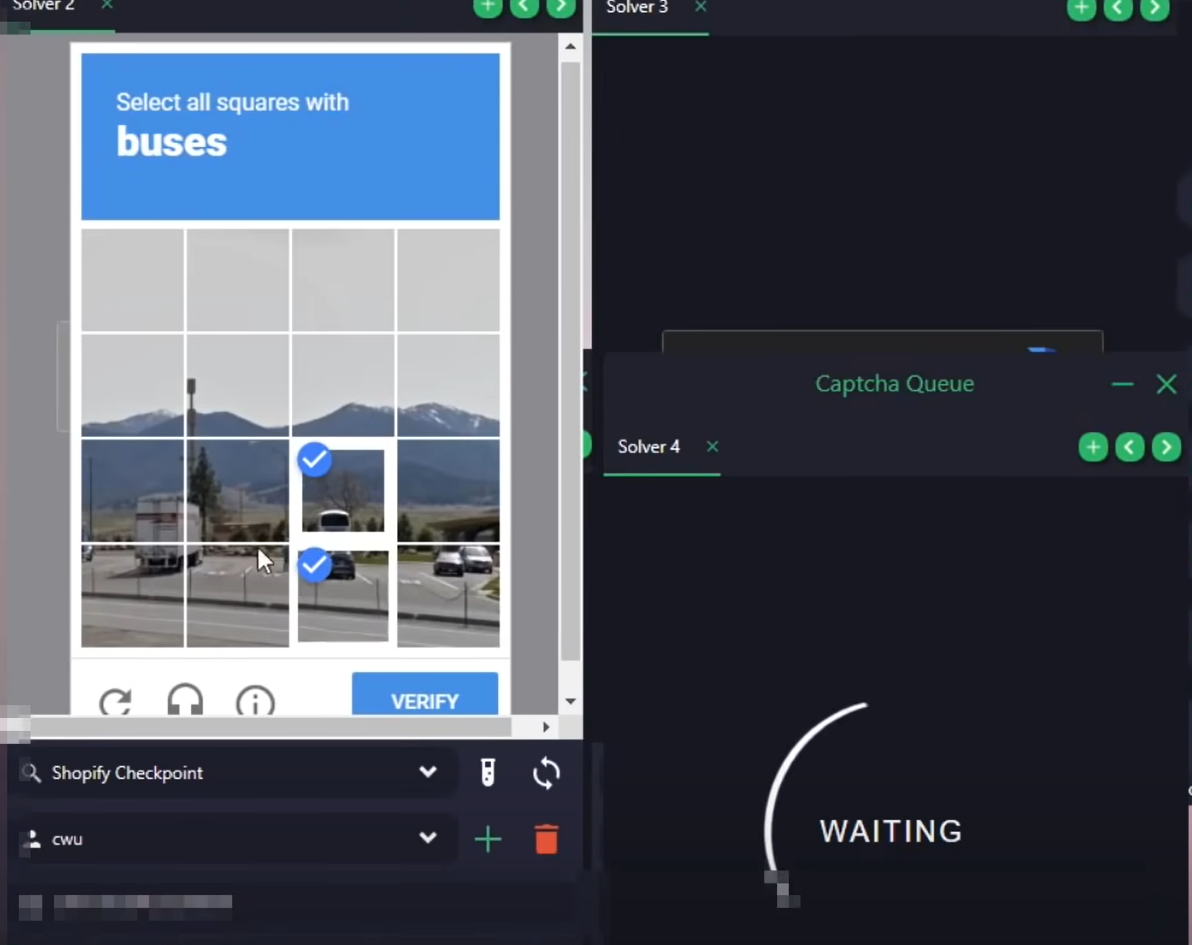 Solver 2
Select all squares with
buses
VERIFY
Shopify Checkpoint
cwu
Solver 3
Captcha Queue
Solver 4
WAITING